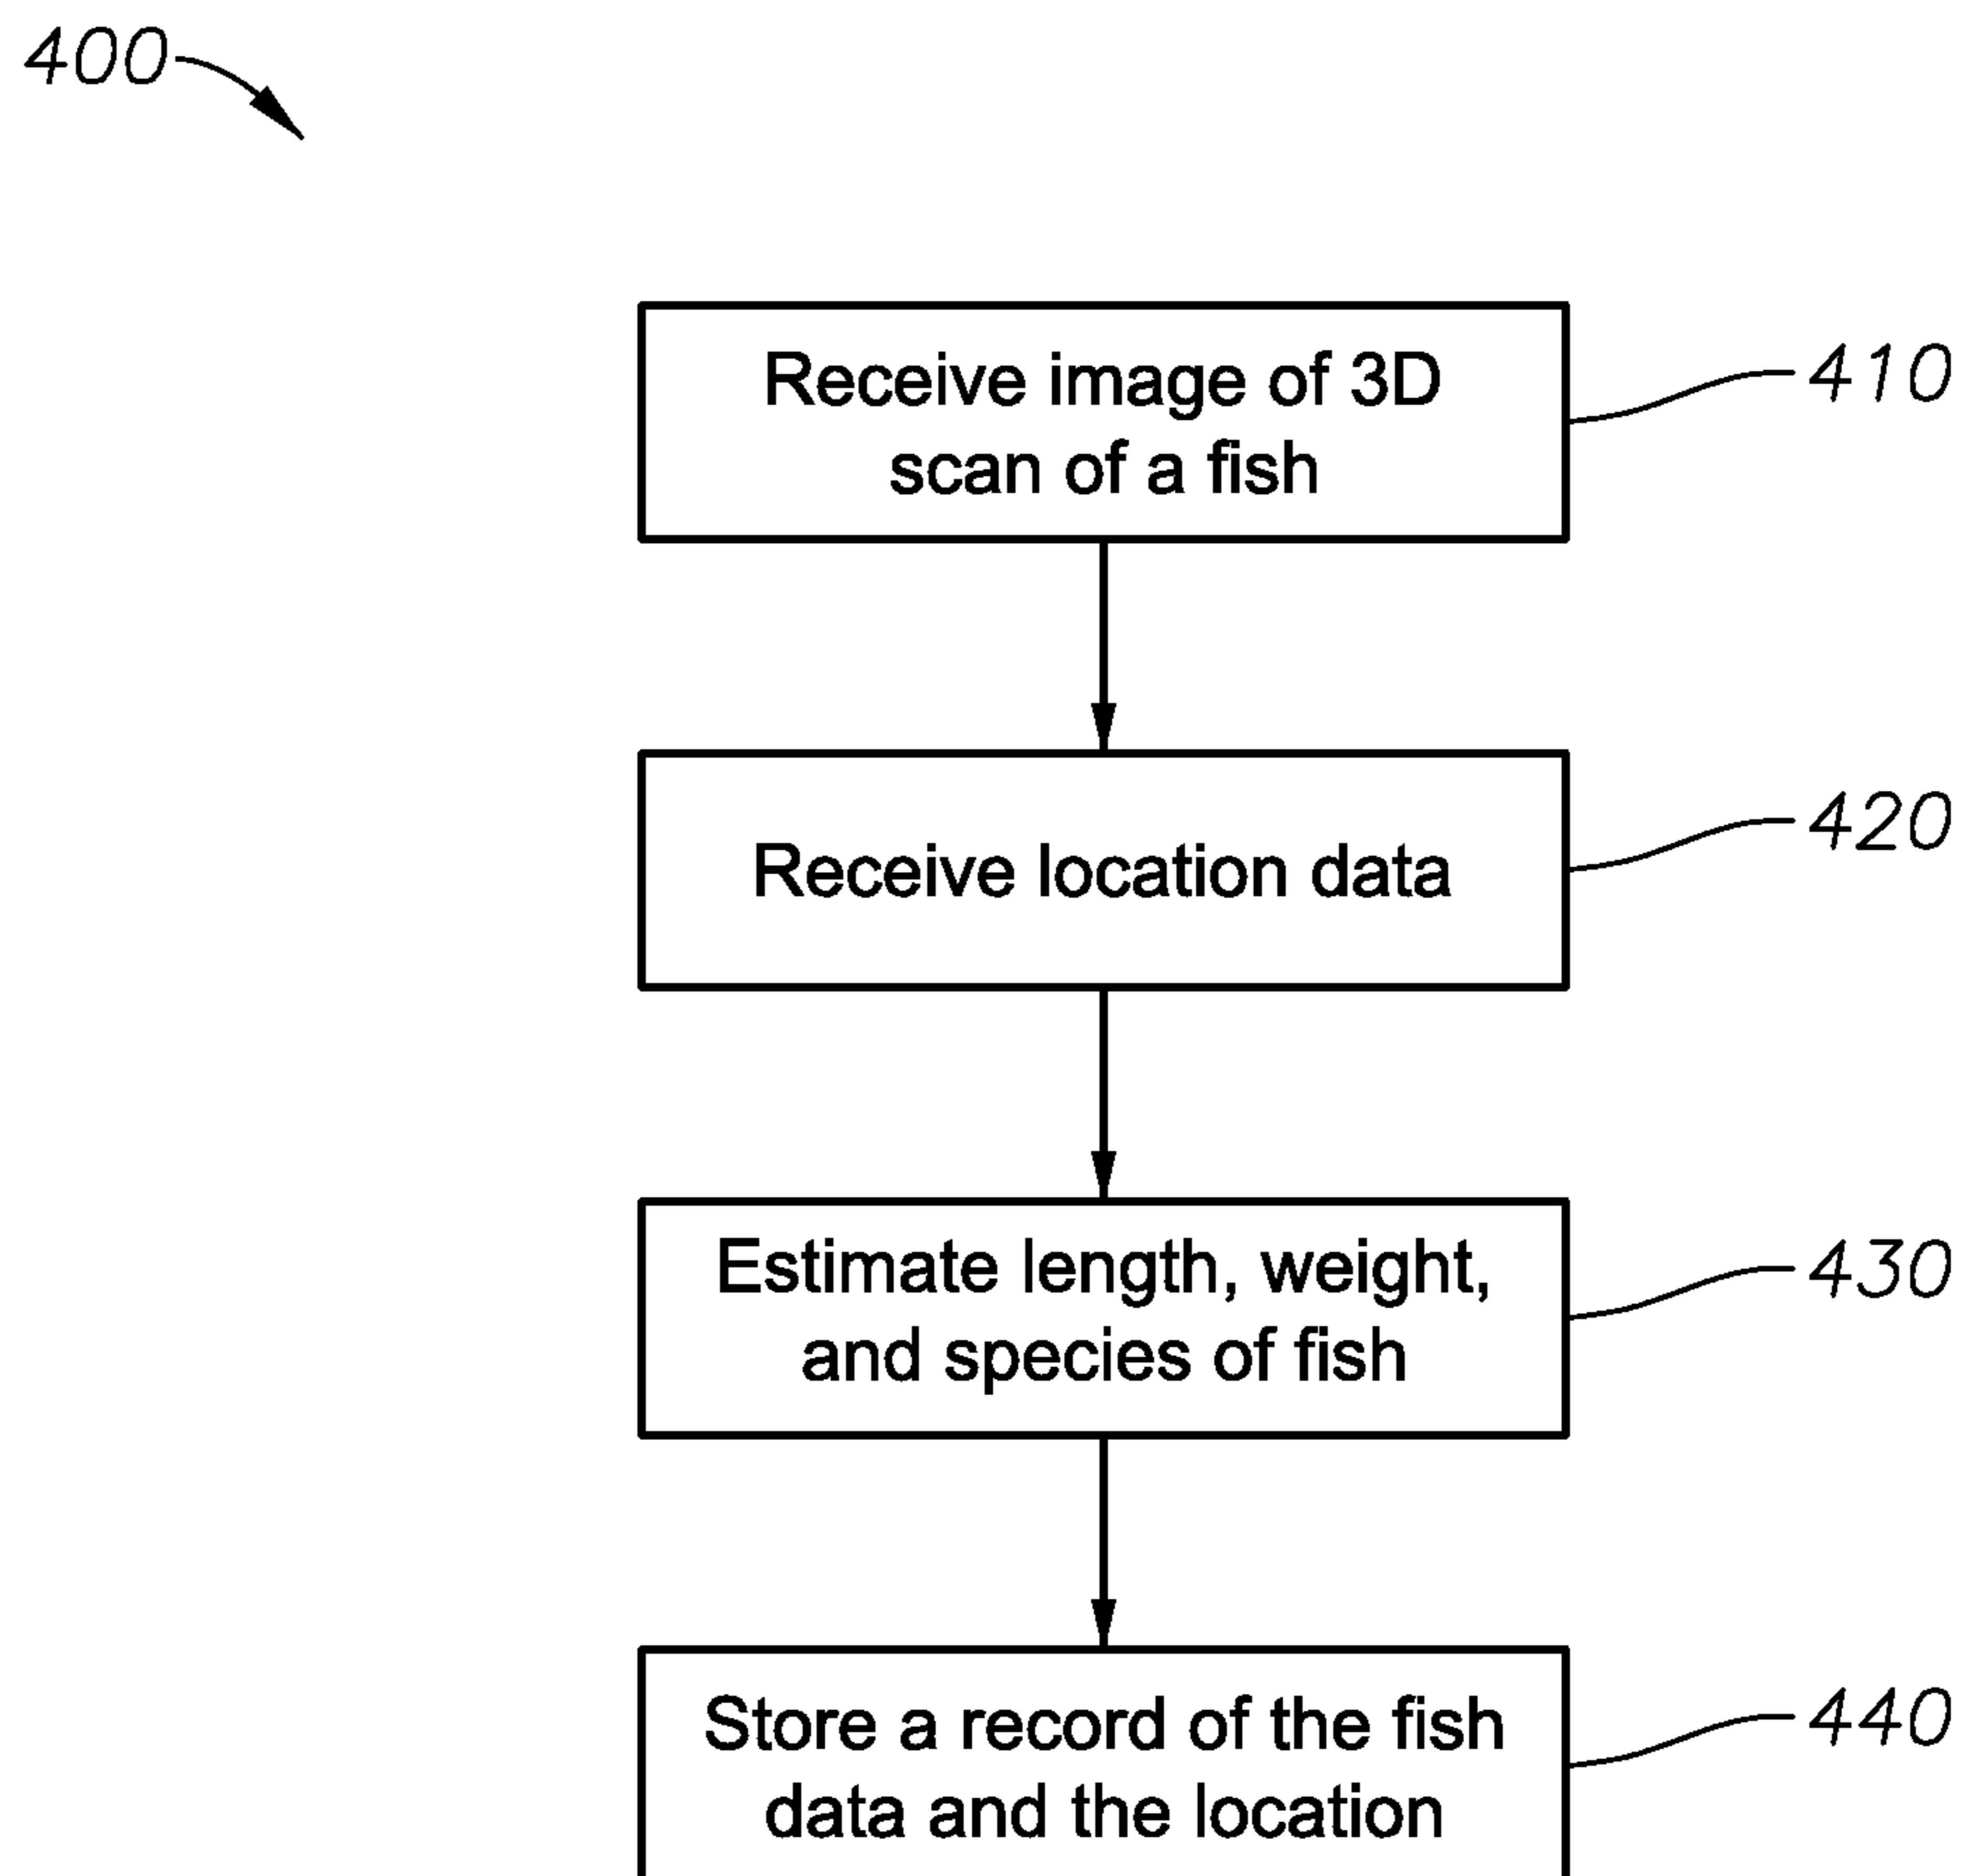 400
Receive image of 3D
scan of a fish
410
Receive location data
420
Estimate length, weight,
and species of fish
430
Store a record of the fish
data and the location
440